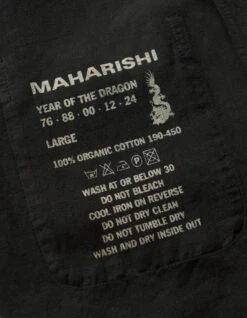 MAHARISHI
YEAR OF THE DRAGON
76 · 88 · 00 · 12 · 24
LARGE
100% ORGANIC COTTON 190-450
WASH AT OR BELOW 30
DO NOT BLEACH
COOL IRON ON REVERSE
DO NOT DRY CLEAN
DO NOT TUMBLE DRY
WASH AND DRY INSIDE OUT